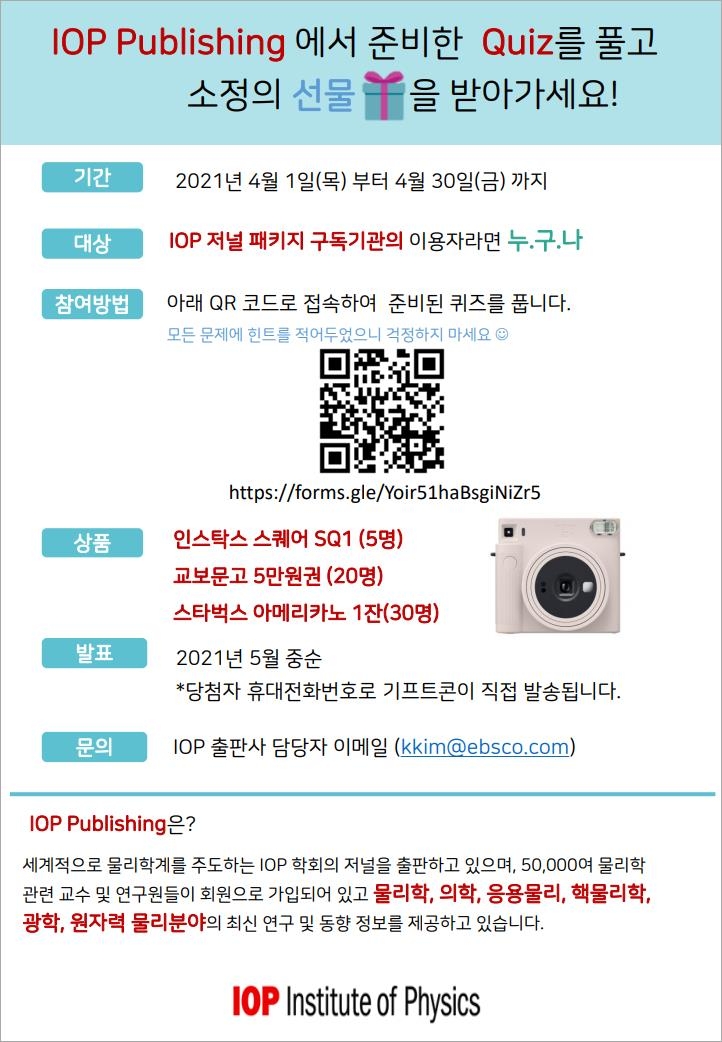 IOP Publishing 에서 준비한 Quiz를 풀고
소정의 선물을 받아가세요!
기간
2021년 4월 1일(목) 부터 4월 30일(금) 까지
대상
IOP 저널 패키지 구독기관의 이용자라면 누.구.나
참여방법
아래 QR 코드로 접속하여 준비된 퀴즈를 풉니다.
모든 문제에 힌트를 적어두었으니 걱정하지 마세요 ☺
https://forms.gle/Yoir51haBsgiNiZr5
상품
인스탁스 스퀘어 SQ1 (5명)
교보문고 5만원권 (20명)
스타벅스 아메리카노 1잔(30명)
발표
2021년 5월 중순
*당첨자 휴대전화번호로 기프트콘이 직접 발송됩니다.
문의
IOP 출판사 담당자 이메일 (kkim@ebsco.com)
IOP Publishing은?
세계적으로 물리학계를 주도하는 IOP 학회의 저널을 출판하고 있으며, 50,000여 물리학
관련 교수 및 연구원들이 회원으로 가입되어 있고 물리학, 의학, 응용물리, 핵물리학,
광학, 원자력 물리분야의 최신 연구 및 동향 정보를 제공하고 있습니다.
IOP Institute of Physics